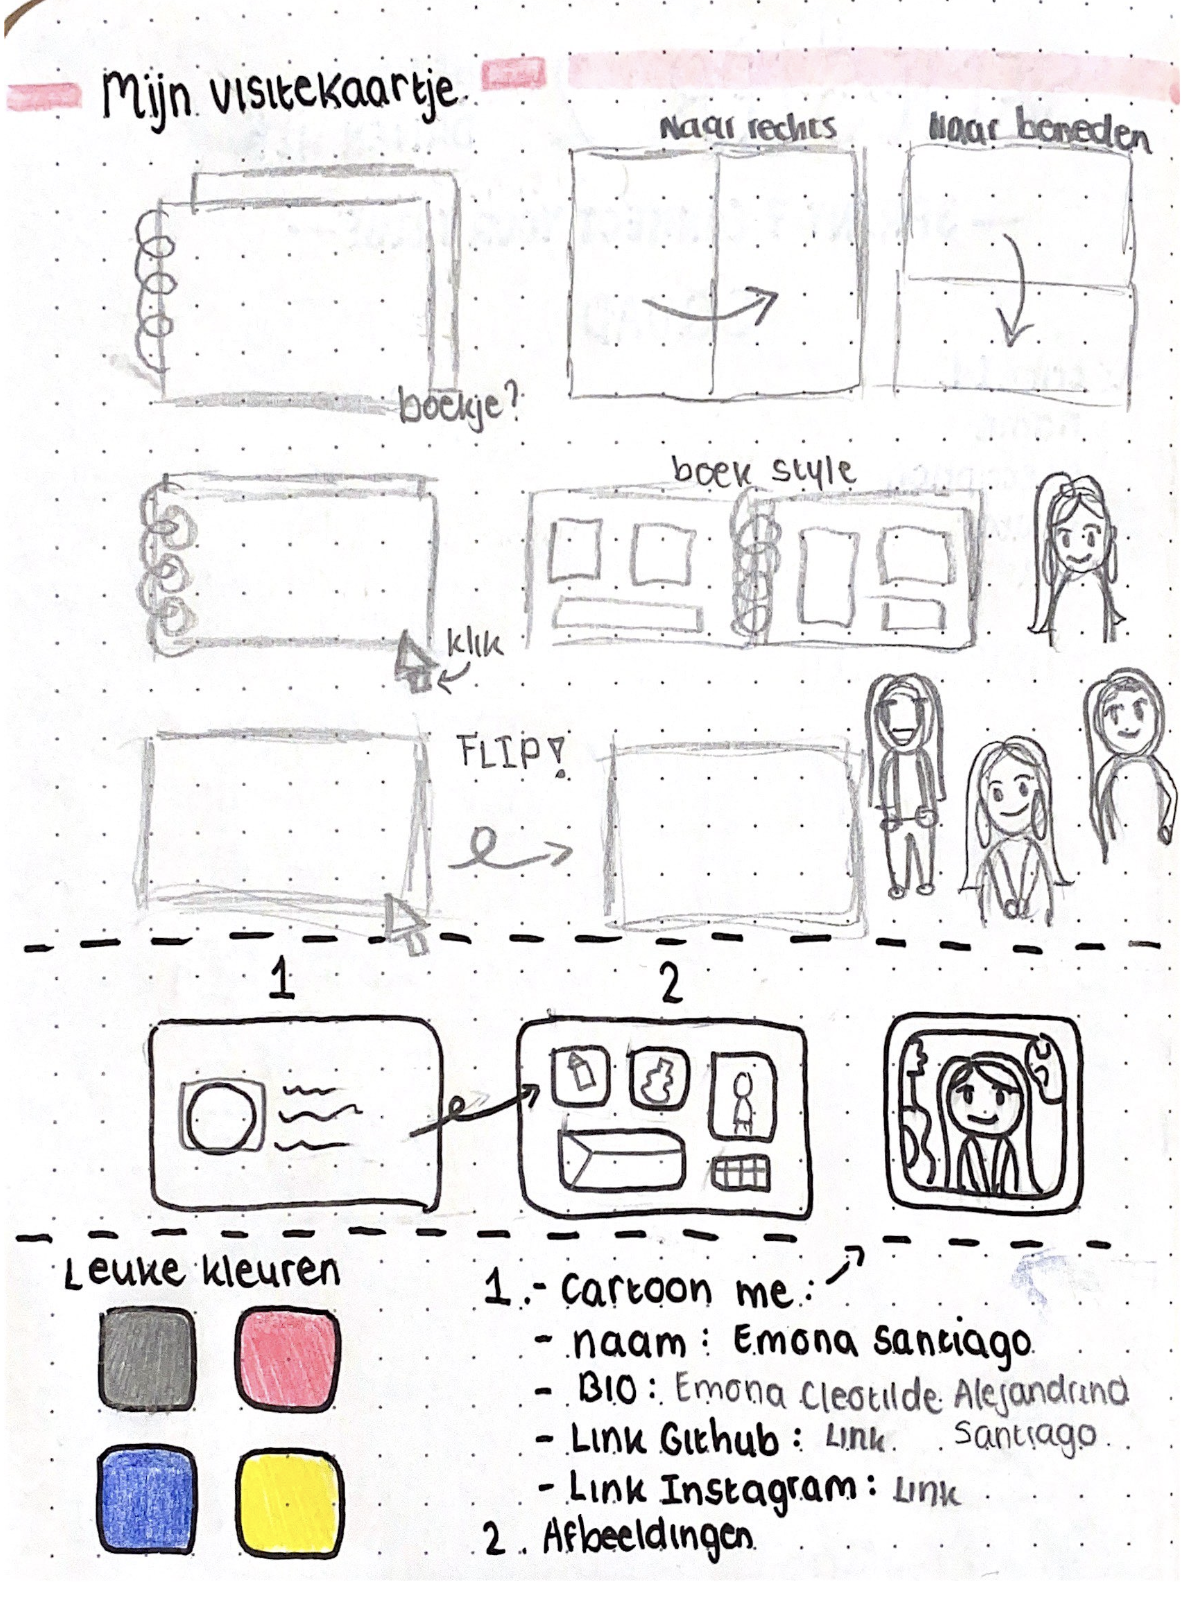 Mijn visitekaartje
Naar rechts
Naar beneden
boekje?
boek style
klik
FLIP!
1
2
Leuke kleuren
1.- Cartoon me:
- naam: Emona Santiago
- BIO: Emona Cleotilde Alejandrina
Santiago
- Link Github: Link
- Link Instagram: Link
2. Afbeeldingen